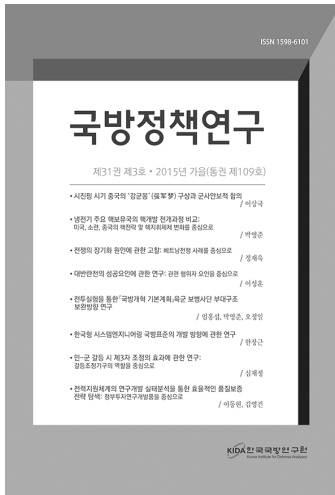 ISSN 1598-6101
국방정책연구
제31권 제3호 • 2015년 가을(통권 제109호)
• 시진핑 시기 중국의 '강군몽'(强军梦) 구상과 군사안보적 함의
/ 이상국
• 냉전기 주요 핵보유국의 핵개발 전개과정 비교:
미국, 소련, 중국의 핵전략 및 핵지휘체제 변화를 중심으로
/ 박영준
• 전쟁의 장기화 원인에 관한 고찰: 베트남전쟁 사례를 중심으로
/ 정재욱
• 대반란전의 성공요인에 관한 연구: 관련 행위자 요인을 중심으로
/ 이성훈
• 전투실험을 통한「국방개혁 기본계획」육군 보병사단 부대구조
보완방향 연구
/ 엄홍섭, 박영준, 오정일
• 한국형 시스템엔지니어링 국방표준의 개발 방향에 관한 연구
/ 한장근
• 민-군 갈등 시 제3자 조정의 효과에 관한 연구:
갈등조정기구의 역할을 중심으로
/ 심재정
• 전력지원체계의 연구개발 실태분석을 통한 효율적인 품질보증
전략 탐색: 정부투자연구개발품을 중심으로
/ 이동헌, 김영건
KIDA 한국국방연구원
Korea Institute for Defense Analyses